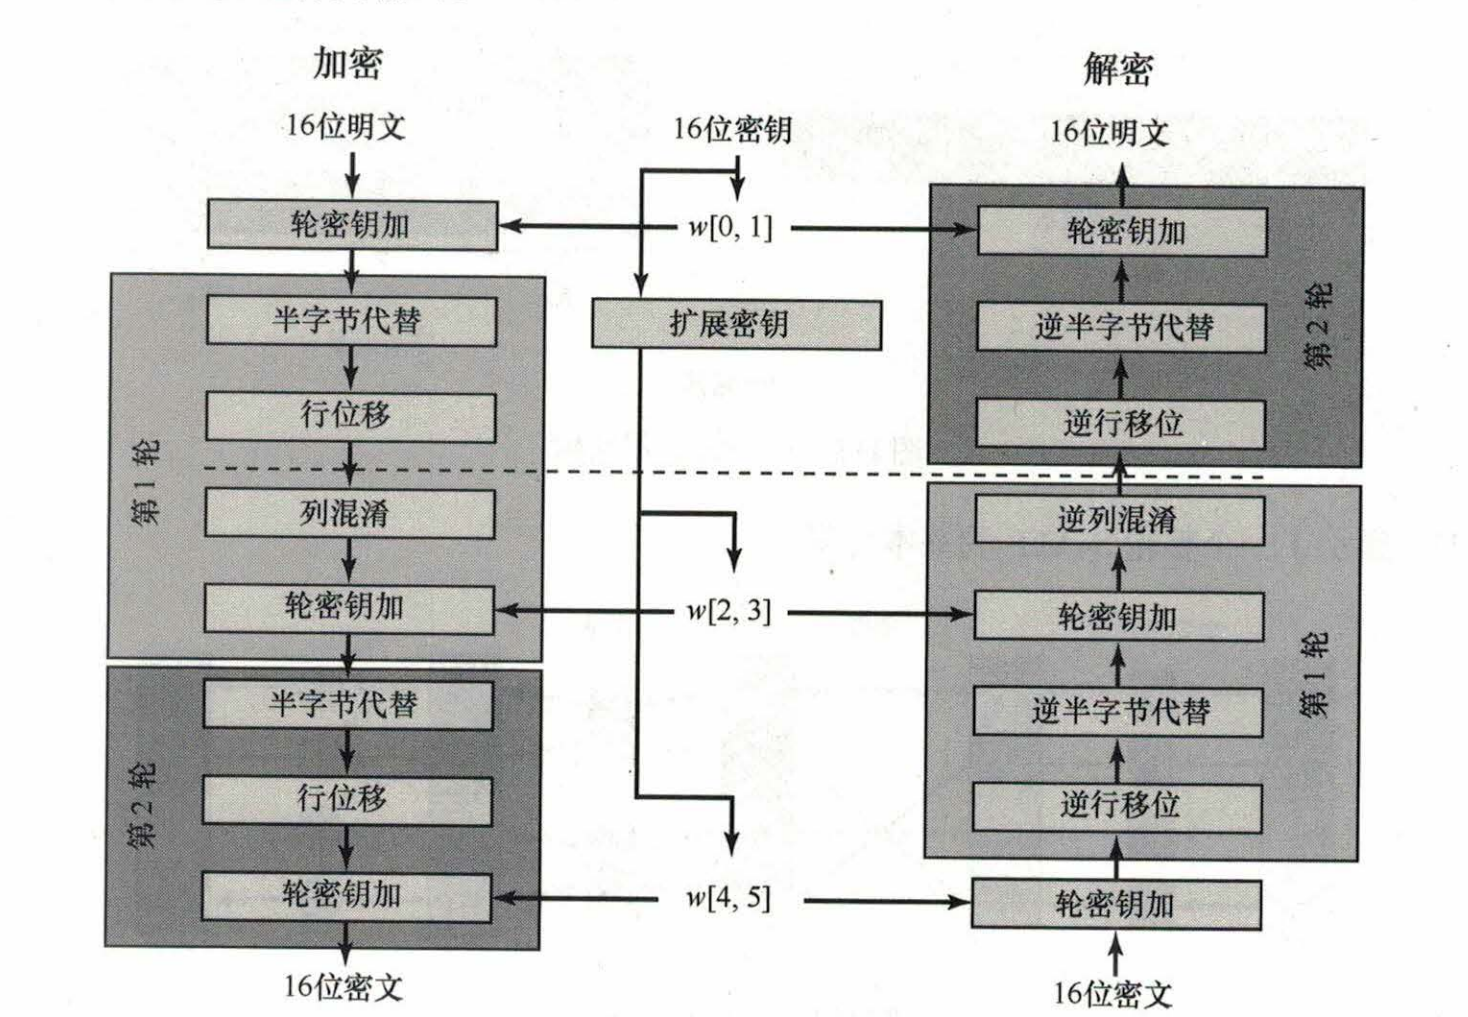 加密
16位明文
轮密钥加
第1轮
半字节代替
行位移
列混淆
轮密钥加
第2轮
半字节代替
行位移
轮密钥加
16位密文
16位密钥
w[0, 1]
扩展密钥
w[2, 3]
w[4, 5]
解密
16位明文
轮密钥加
逆半字节代替
逆行移位
第2轮
逆列混淆
轮密钥加
逆半字节代替
逆行移位
第1轮
轮密钥加
16位密文